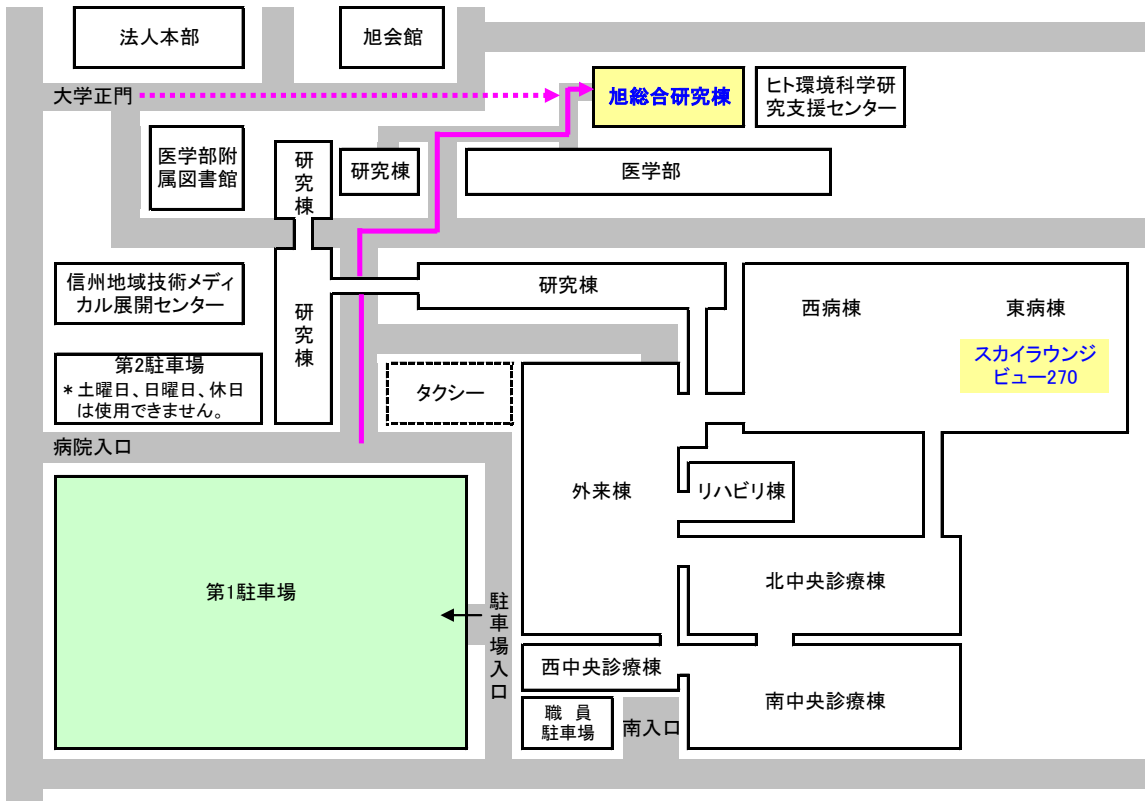 法人本部
旭会館
大学正門
旭総合研究棟
ヒト環境科学研
究支援センター
医学部附
属図書館
研究棟
研究棟
医学部
信州地域技術メディ
カル展開センター
研究棟
研究棟
西病棟
東病棟
スカイラウンジ
ビュー270
第2駐車場
*土曜日、日曜日、休日
は使用できません。
タクシー
病院入口
外来棟
リハビリ棟
第1駐車場
駐車場入口
北中央診療棟
西中央診療棟
南中央診療棟
職 員
駐車場
南入口